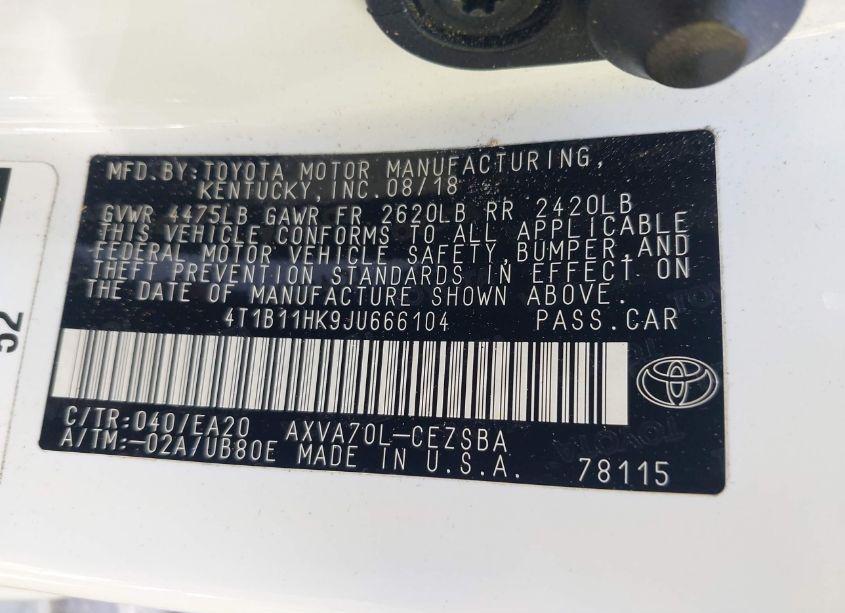 MFD.BY:TOYOTA MOTOR MANUFACTURING,
KENTUCKY,INC.08/18
GVWR 4475LB GAWR FR 2620LB RR 2420LB
THIS VEHICLE CONFORMS TO ALL APPLICABLE
FEDERAL MOTOR VEHICLE SAFETY,BUMPER,AND
THEFT PREVENTION STANDARDS IN EFFECT ON
THE DATE OF MANUFACTURE SHOWN ABOVE.
4T1B11HK9JU666104 PASS.CAR
C/TR:040/EA20 AXVA70L-CEZSBA
A/TM:-02A/UB80E MADE IN U.S.A. 78115
52